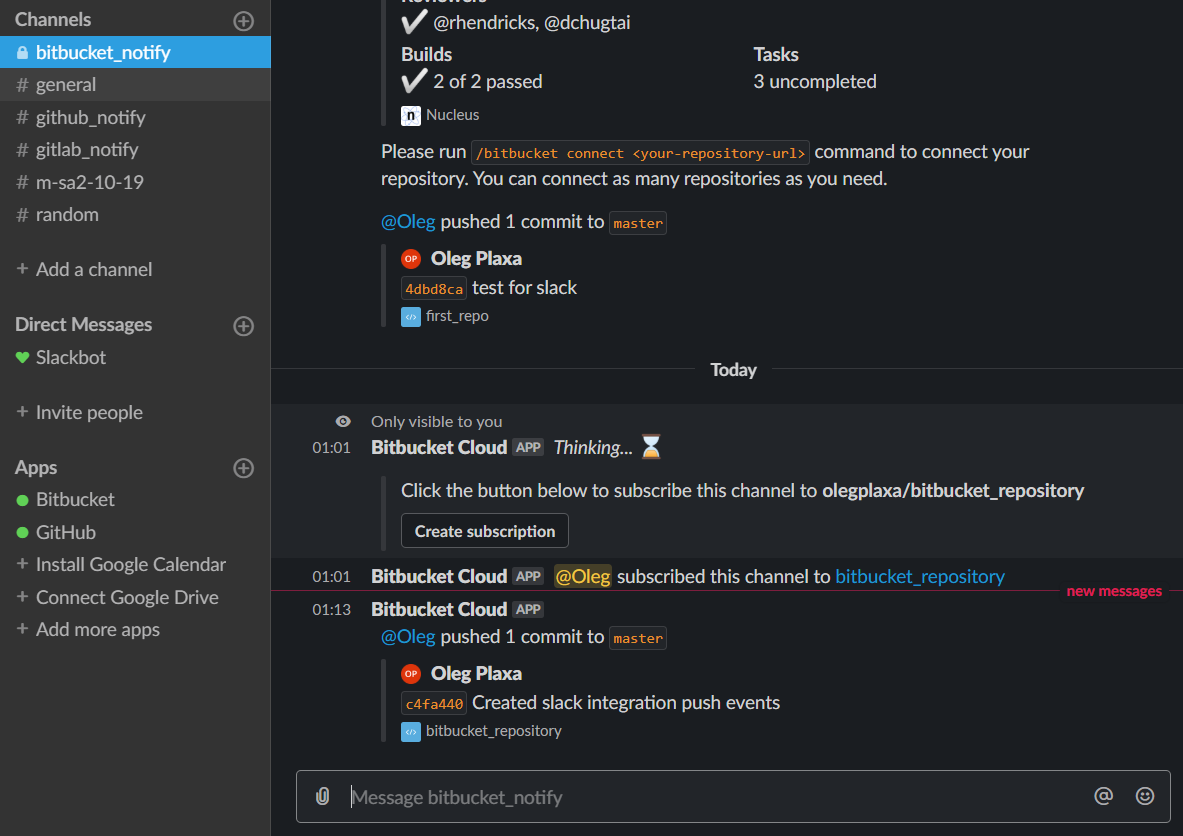 Channels
bitbucket_notify
# general
# github_notify
# gitlab_notify
# m-sa2-10-19
# random
+ Add a channel
Direct Messages
Slackbot
+ Invite people
Apps
Bitbucket
GitHub
+ Install Google Calendar
+ Connect Google Drive
+ Add more apps
Reviewers
@rhendricks, @dchugtai
Builds
Tasks
2 of 2 passed
3 uncompleted
n Nucleus
Please run /bitbucket connect <your-repository-url> command to connect your
repository. You can connect as many repositories as you need.
@Oleg pushed 1 commit to master
OP Oleg Plaxa
4dbd8ca test for slack
</> first_repo
Today
Only visible to you
01:01 Bitbucket Cloud APP Thinking...
Click the button below to subscribe this channel to olegplaxa/bitbucket_repository
Create subscription
01:01 Bitbucket Cloud APP @Oleg subscribed this channel to bitbucket_repository
new messages
01:13 Bitbucket Cloud APP
@Oleg pushed 1 commit to master
OP Oleg Plaxa
c4fa440 Created slack integration push events
</> bitbucket_repository
Message bitbucket_notify
@